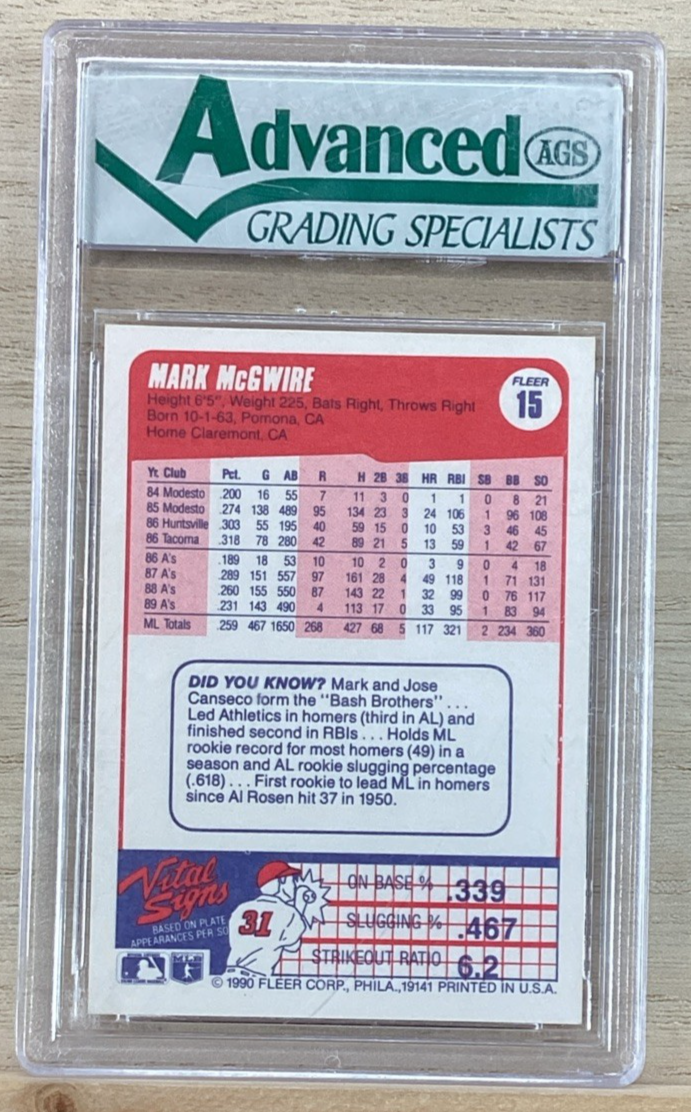 Advanced AGS
GRADING SPECIALISTS
MARK McGWIRE
FLEER
15
Height 6'5", Weight 225, Bats Right, Throws Right
Born 10-1-63, Pomona, CA
Home Claremont, CA
Yr. Club Pct. G AB R H 2B 3B HR RBI SB BB SO
84 Modesto .200 16 55 7 11 3 0 1 1 0 8 21
85 Modesto .274 138 489 95 134 23 3 24 106 1 96 108
86 Huntsville .303 55 195 40 59 15 0 10 53 3 46 45
86 Tacoma .318 78 280 42 89 21 5 13 59 1 42 67
86 A's .189 18 53 10 10 2 0 3 9 0 4 18
87 A's .289 151 557 97 161 28 4 49 118 1 71 131
88 A's .260 155 550 87 143 22 1 32 99 0 76 117
89 A's .231 143 490 4 113 17 0 33 95 1 83 94
ML Totals .259 467 1650 268 427 68 5 117 321 2 234 360
DID YOU KNOW? Mark and Jose
Canseco form the "Bash Brothers" ...
Led Athletics in homers (third in AL) and
finished second in RBIs ... Holds ML
rookie record for most homers (49) in a
season and AL rookie slugging percentage
(.618) ... First rookie to lead ML in homers
since Al Rosen hit 37 in 1950.
Vital
Signs
BASED ON PLATE
APPEARANCES PER SO
31
ON BASE % .339
SLUGGING % .467
STRIKEOUT RATIO 6.2
© 1990 FLEER CORP., PHILA., 19141 PRINTED IN U.S.A.